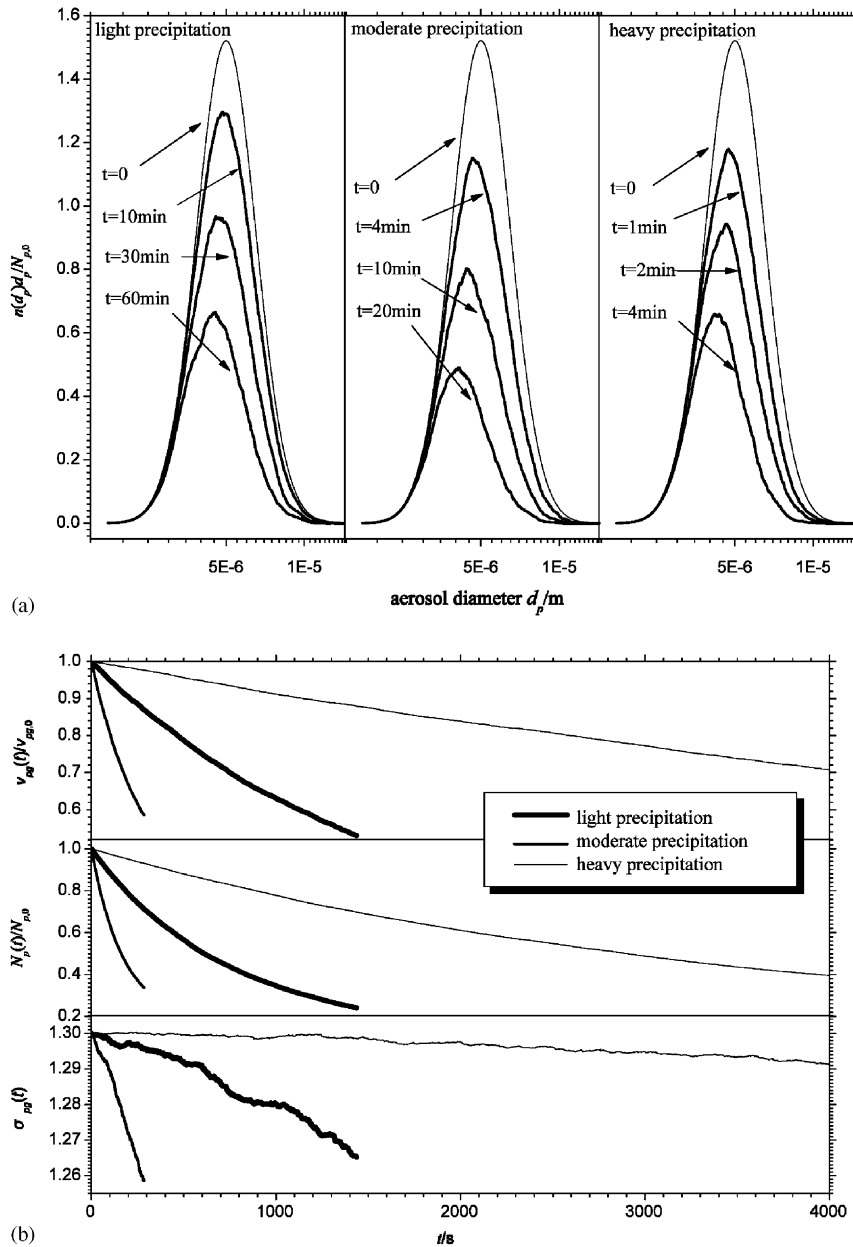 light precipitation
moderate precipitation
heavy precipitation
1.6
1.4
1.2
1.0
0.8
0.6
0.4
0.2
0.0
n(d_p)d_p/N_p,0
t=0
t=10min
t=30min
t=60min
t=0
t=4min
t=10min
t=20min
t=0
t=1min
t=2min
t=4min
5E-6 1E-5 5E-6 1E-5 5E-6 1E-5
(a)
aerosol diameter d_p/m
1.0
0.9
0.8
0.7
0.6
v_pg(t)/v_pg,0
light precipitation
moderate precipitation
heavy precipitation
1.0
0.8
0.6
0.4
0.2
N_p(t)/N_p,0
1.30
1.29
1.28
1.27
1.26
σ_pg(t)
0 1000 2000 3000 4000
(b)
t/s